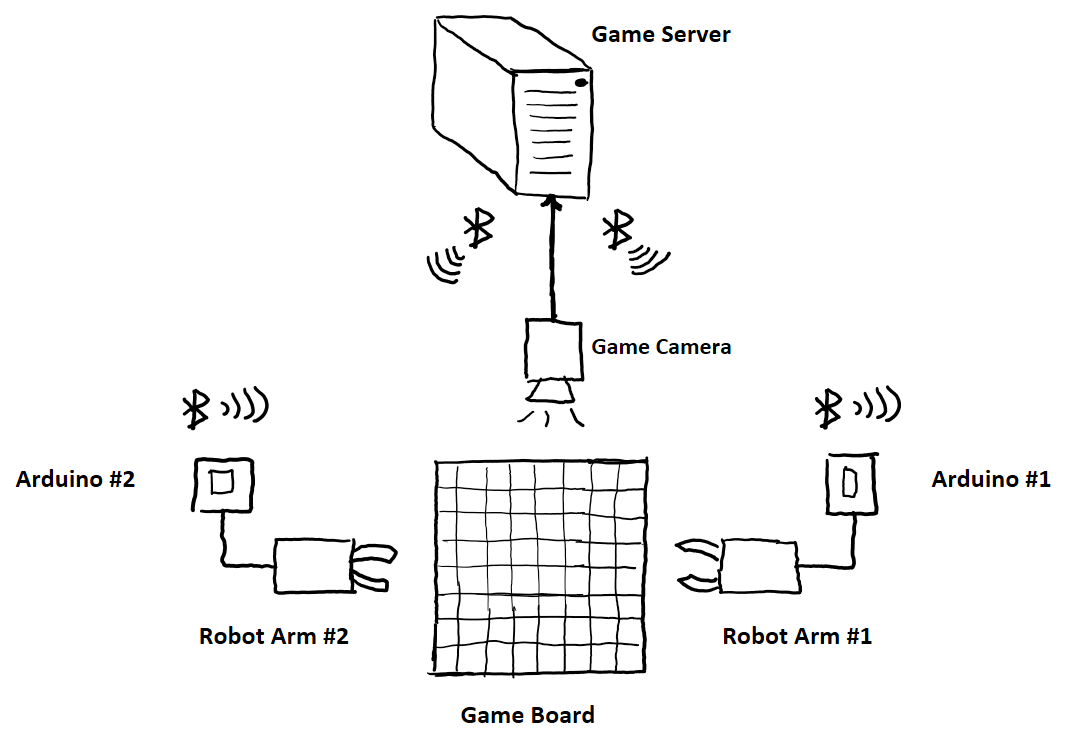 Game Server
Game Camera
Arduino #2
Arduino #1
Robot Arm #2
Robot Arm #1
Game Board